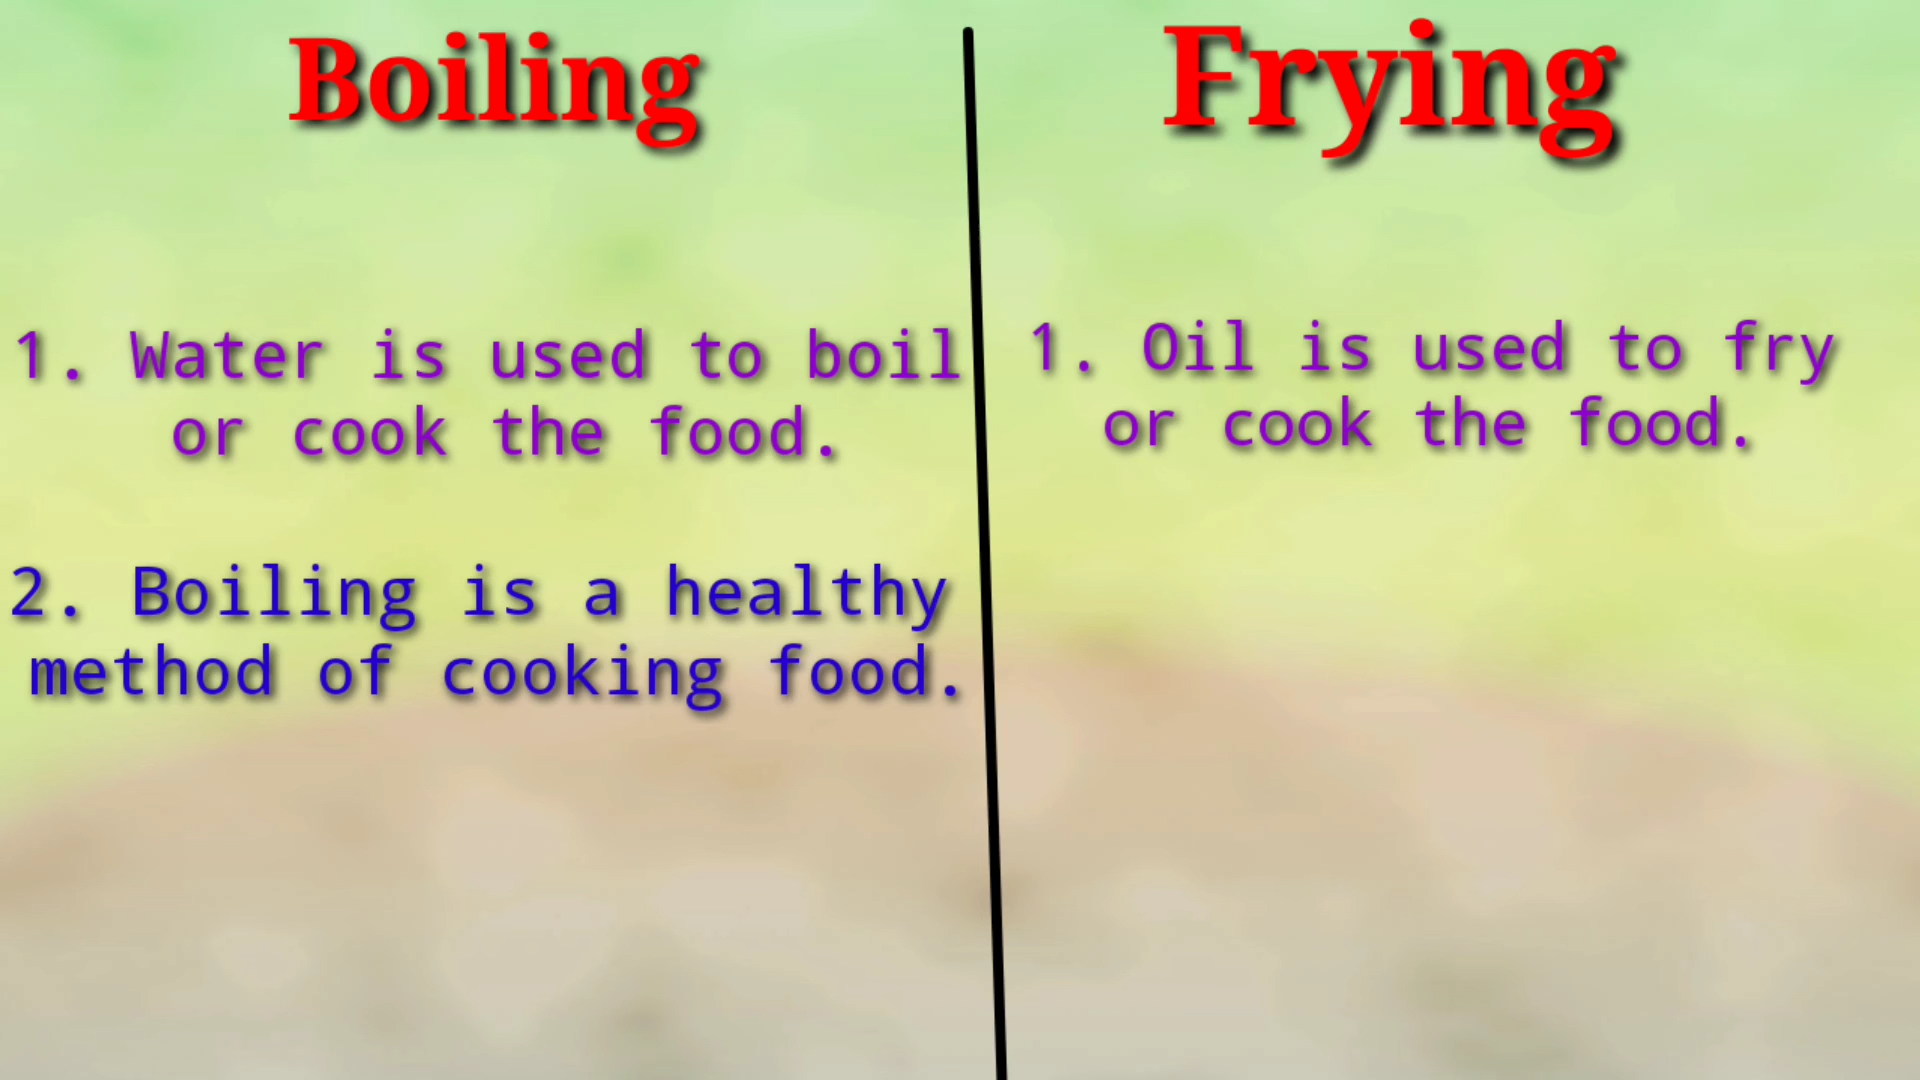 Boiling
1. Water is used to boil
or cook the food.
2. Boiling is a healthy
method of cooking food.
Frying
1. Oil is used to fry
or cook the food.